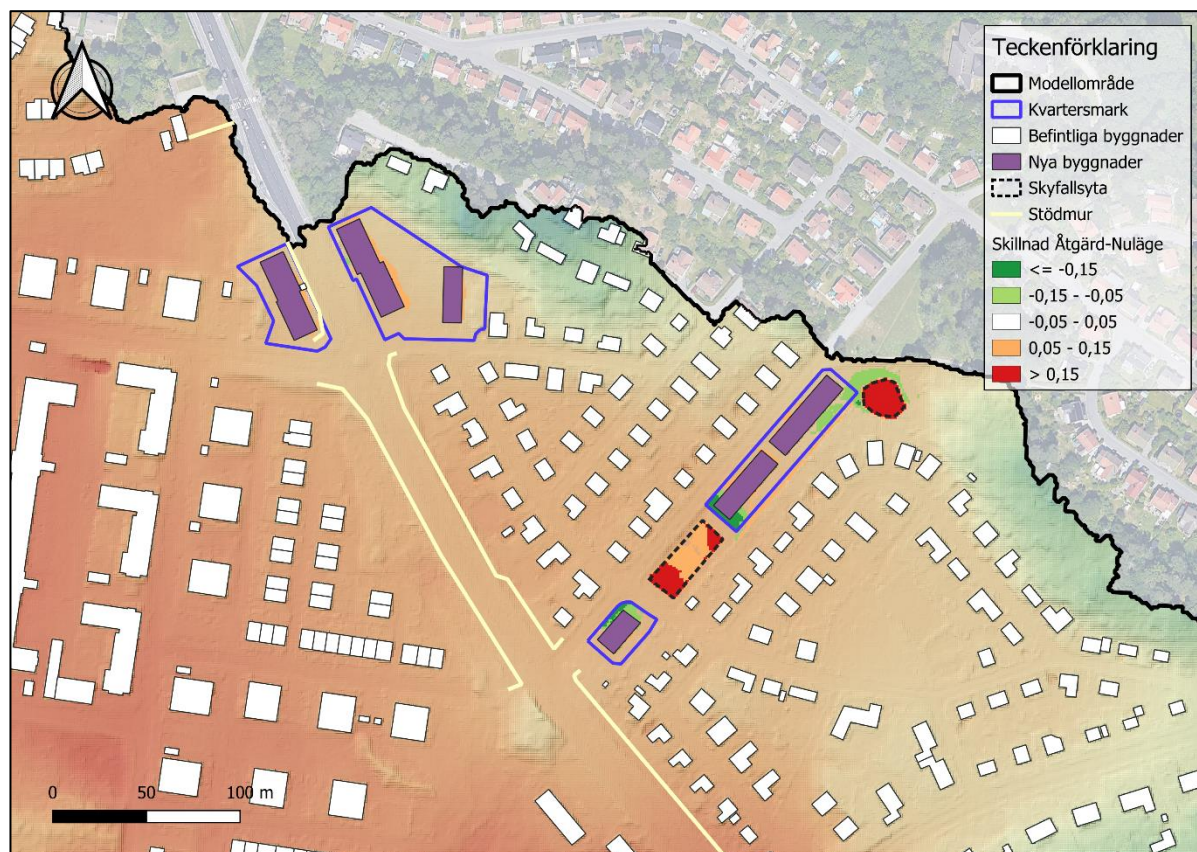 Teckenförklaring
Modellområde
Kvartersmark
Befintliga byggnader
Nya byggnader
Skyfallsyta
Stödmur
Skillnad Åtgärd-Nuläge
<= -0,15
-0,15 - -0,05
-0,05 - 0,05
0,05 - 0,15
> 0,15
0 50 100 m